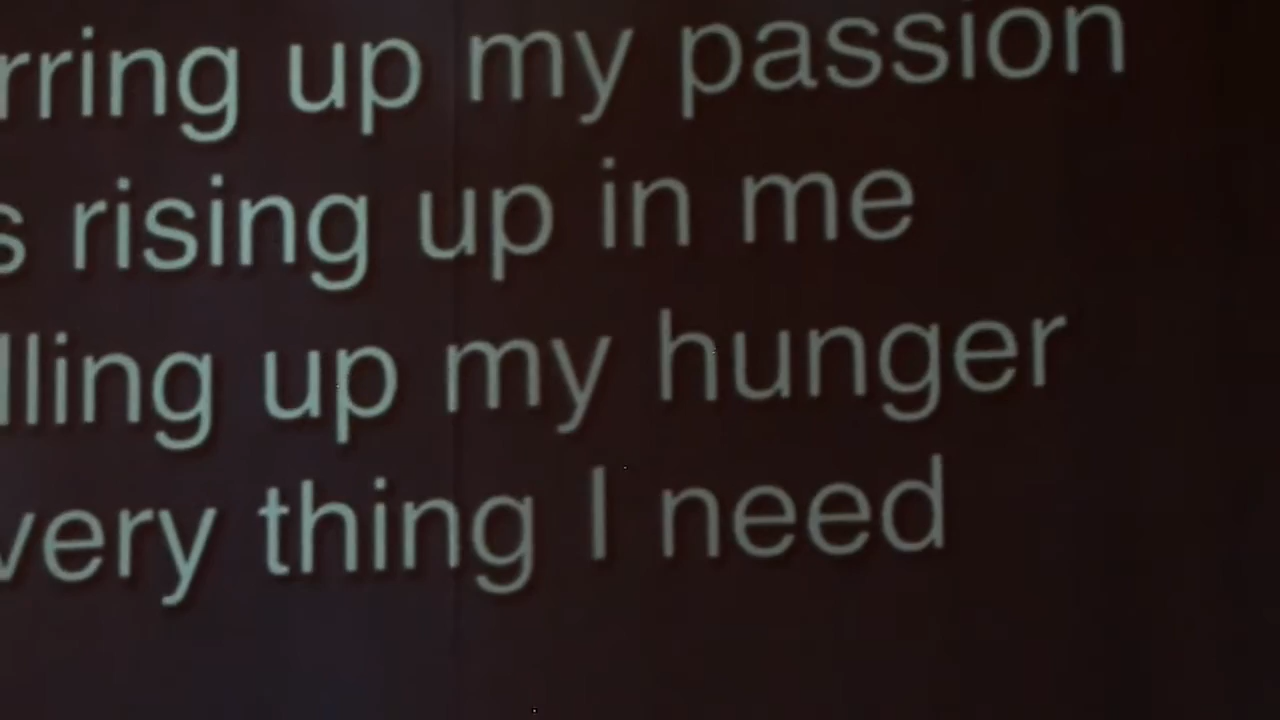 rring up my passion
s rising up in me
lling up my hunger
very thing I need